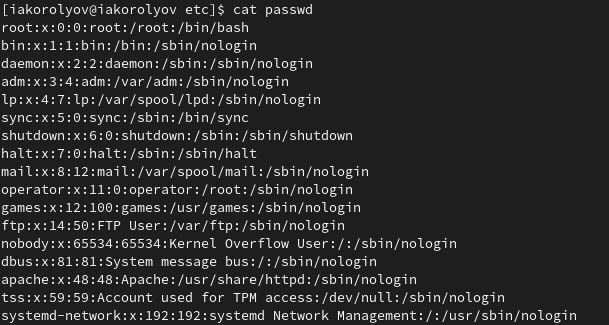 [iakorolyov@iakorolyov etc]$ cat passwd
root:x:0:0:root:/root:/bin/bash
bin:x:1:1:bin:/bin:/sbin/nologin
daemon:x:2:2:daemon:/sbin:/sbin/nologin
adm:x:3:4:adm:/var/adm:/sbin/nologin
lp:x:4:7:lp:/var/spool/lpd:/sbin/nologin
sync:x:5:0:sync:/sbin:/bin/sync
shutdown:x:6:0:shutdown:/sbin:/sbin/shutdown
halt:x:7:0:halt:/sbin:/sbin/halt
mail:x:8:12:mail:/var/spool/mail:/sbin/nologin
operator:x:11:0:operator:/root:/sbin/nologin
games:x:12:100:games:/usr/games:/sbin/nologin
ftp:x:14:50:FTP User:/var/ftp:/sbin/nologin
nobody:x:65534:65534:Kernel Overflow User:/:/sbin/nologin
dbus:x:81:81:System message bus:/:/sbin/nologin
apache:x:48:48:Apache:/usr/share/httpd:/sbin/nologin
tss:x:59:59:Account used for TPM access:/dev/null:/sbin/nologin
systemd-network:x:192:192:systemd Network Management:/:/usr/sbin/nologin